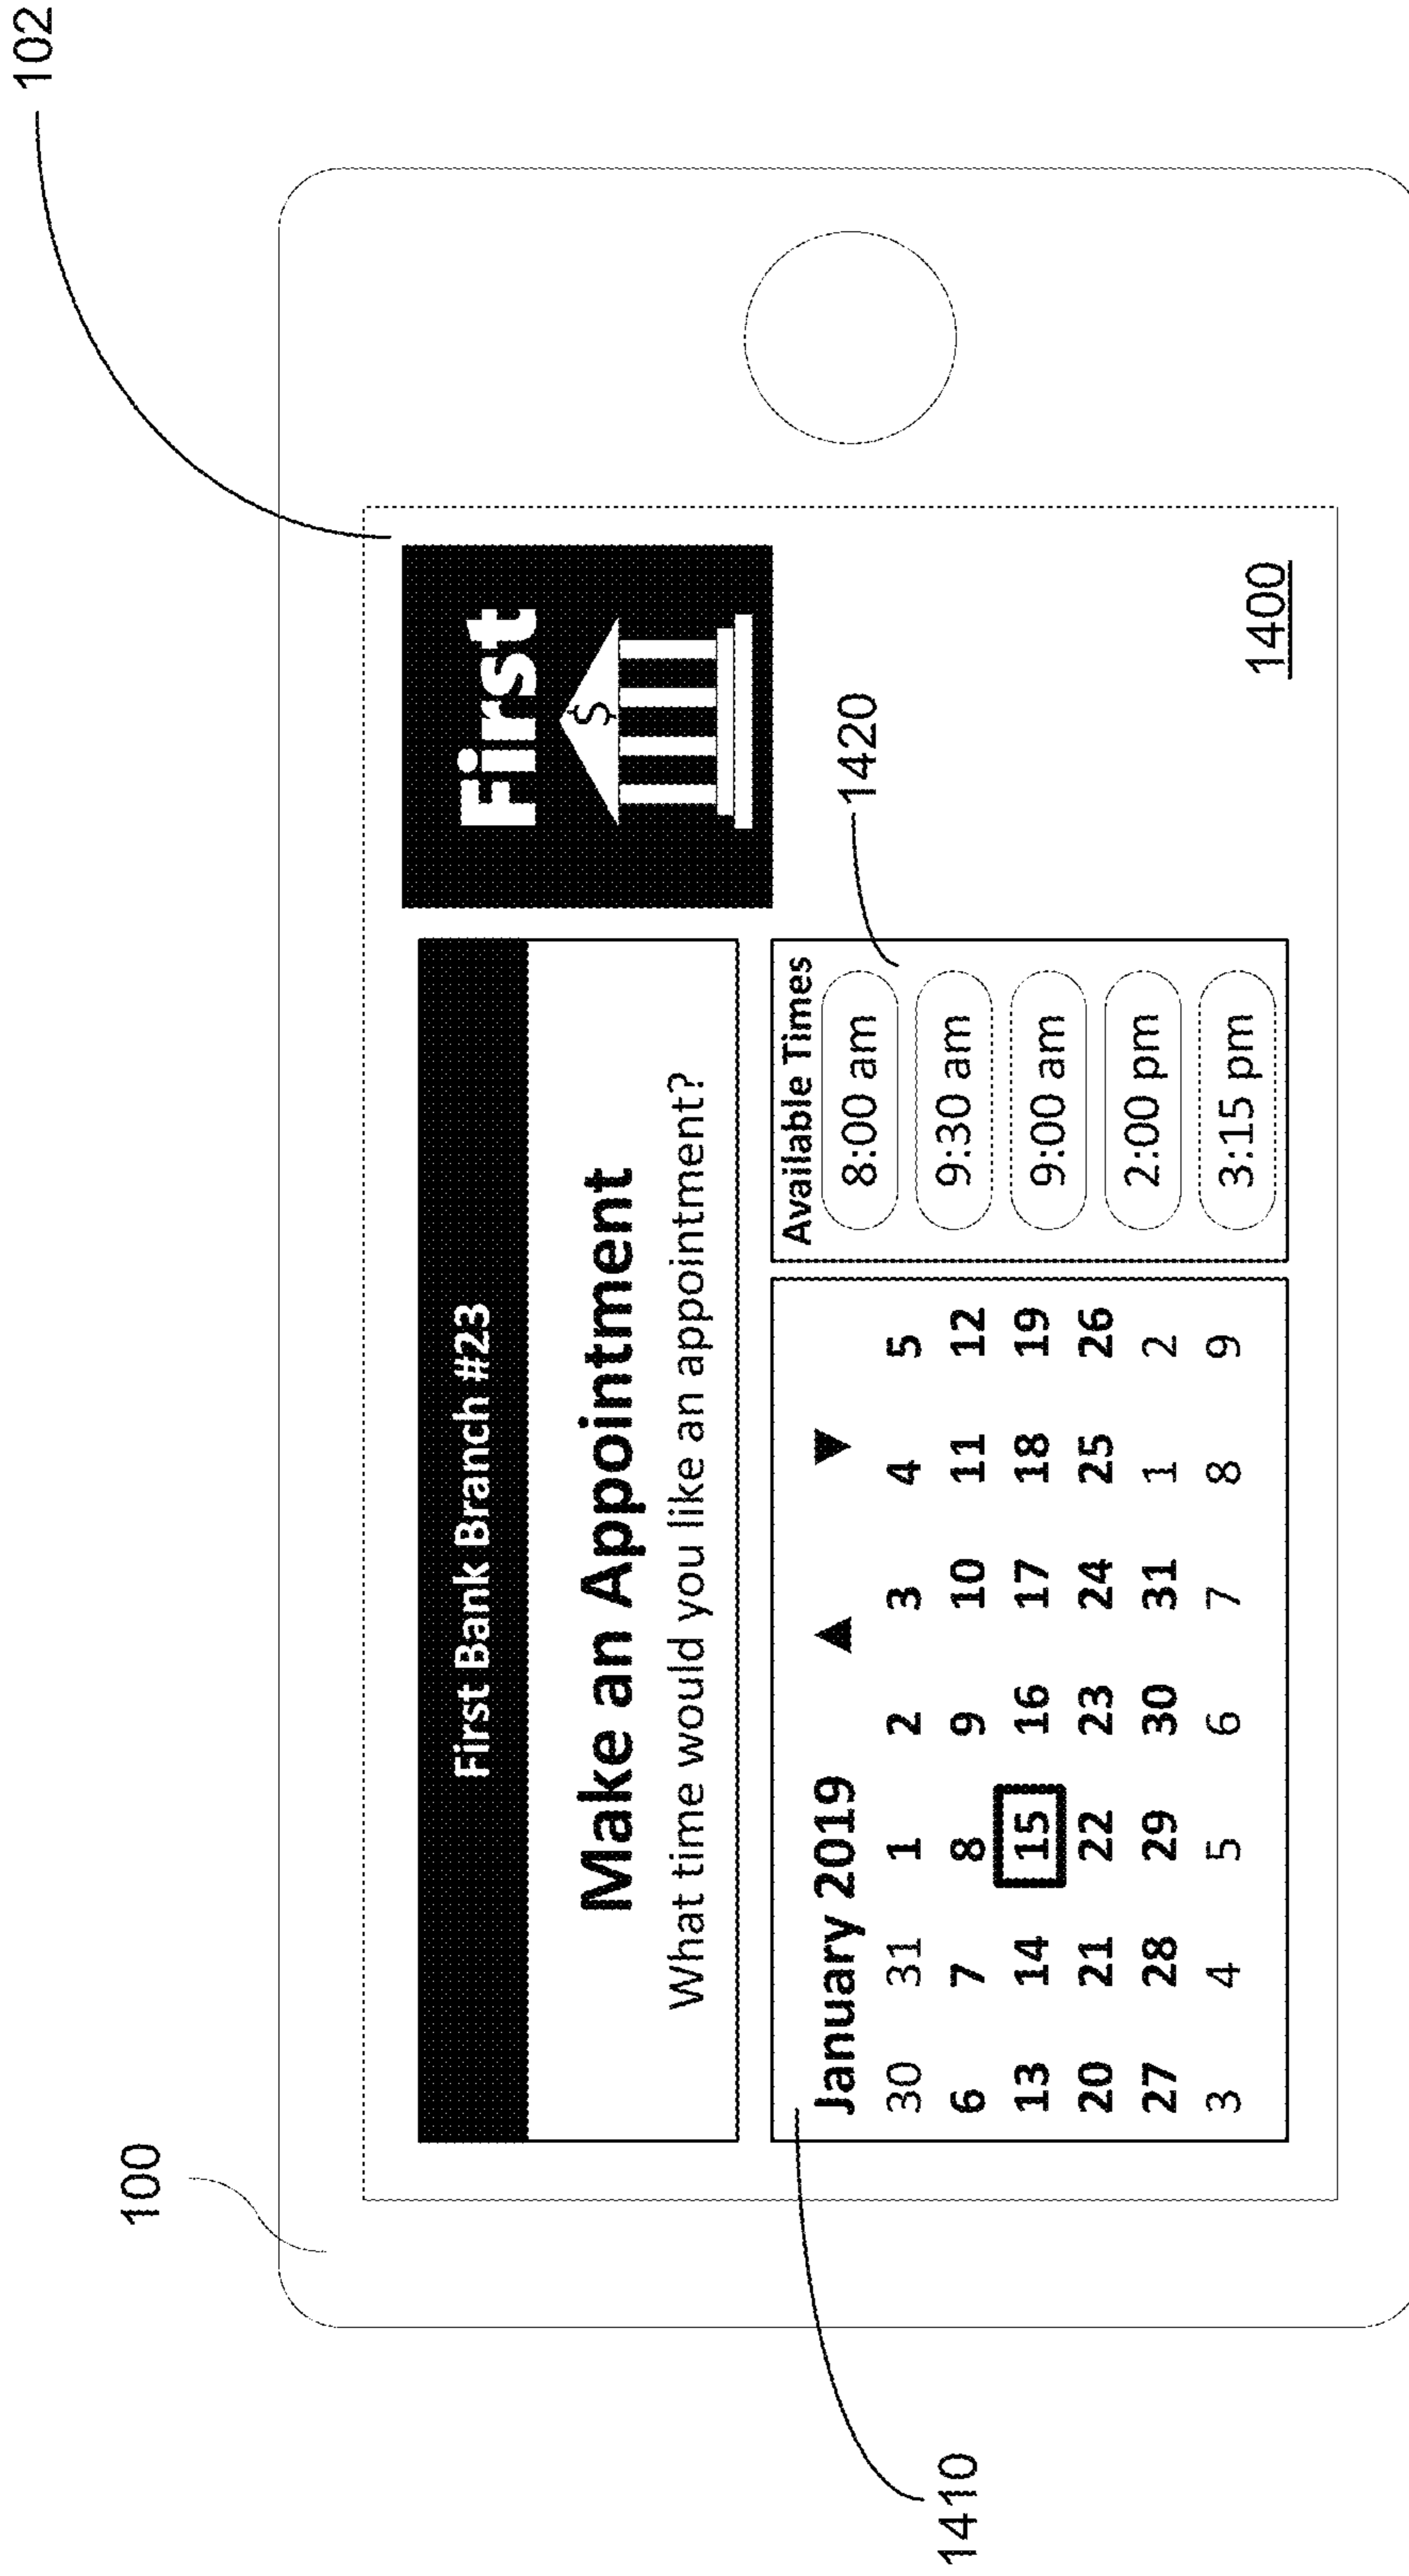 102
100
First Bank Branch #23
First
$
Make an Appointment
What time would you like an appointment?
January 2019 ▲ ▼
30 31 1 2 3 4 5
6 7 8 9 10 11 12
13 14 15 16 17 18 19
20 21 22 23 24 25 26
27 28 29 30 31 1 2
3 4 5 6 7 8 9
Available Times
8:00 am
9:30 am
9:00 am
2:00 pm
3:15 pm
1420
1400
1410